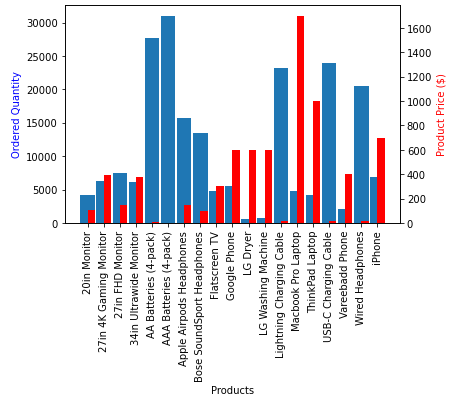 30000
25000
20000
15000
10000
5000
0
Ordered Quantity
1600
1400
1200
1000
800
600
400
200
0
Product Price ($)
20in Monitor
27in 4K Gaming Monitor
27in FHD Monitor
34in Ultrawide Monitor
AA Batteries (4-pack)
AAA Batteries (4-pack)
Apple Airpods Headphones
Bose SoundSport Headphones
Flatscreen TV
Google Phone
LG Dryer
LG Washing Machine
Lightning Charging Cable
Macbook Pro Laptop
ThinkPad Laptop
USB-C Charging Cable
Vareebadd Phone
Wired Headphones
iPhone
Products